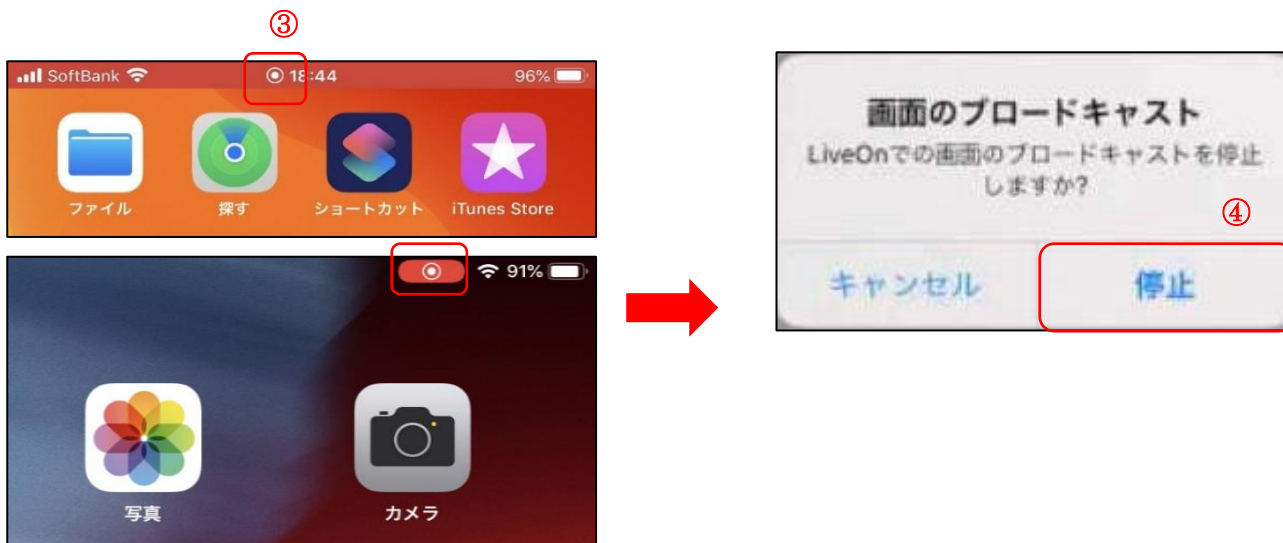 ③
SoftBank 18:44 96%
ファイル 探す ショートカット iTunes Store
91%
写真 カメラ
画面のブロードキャスト
LiveOnでの画面のブロードキャストを停止
しますか?
④
キャンセル 停止